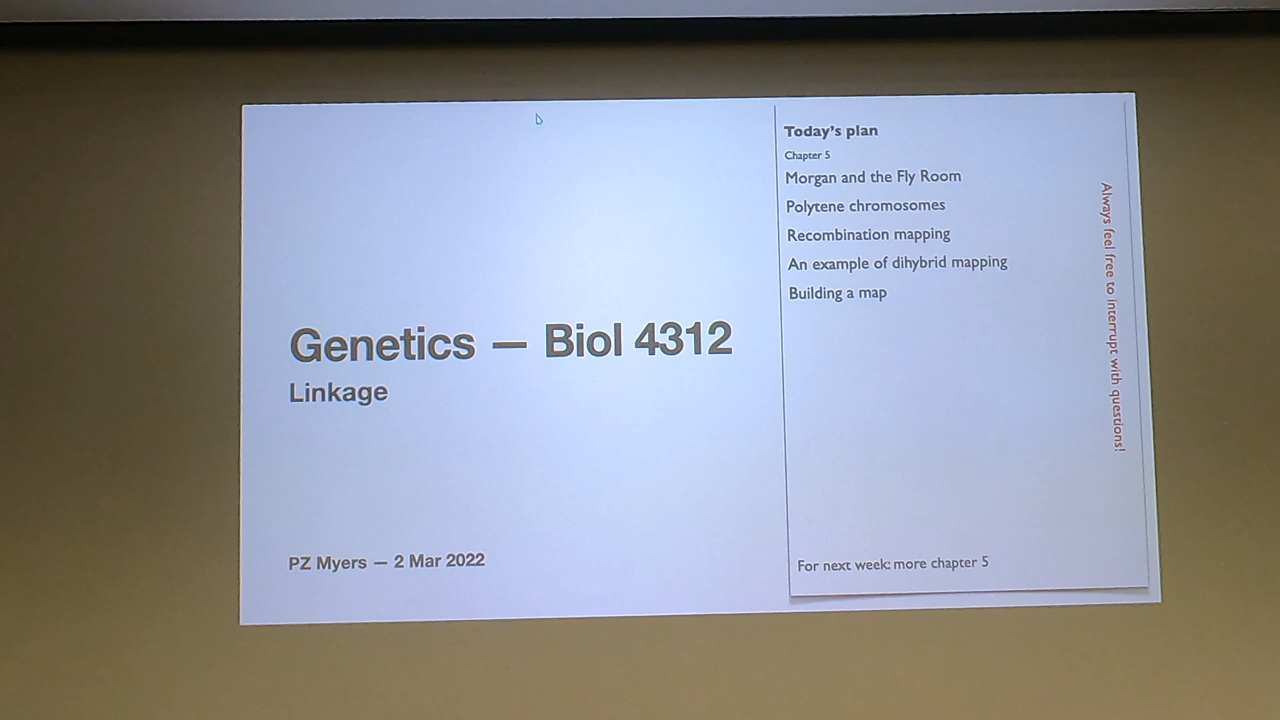 Genetics — Biol 4312
Linkage
PZ Myers — 2 Mar 2022
Today's plan
Chapter 5
Morgan and the Fly Room
Polytene chromosomes
Recombination mapping
An example of dihybrid mapping
Building a map
For next week: more chapter 5
Always feel free to interrupt with questions!